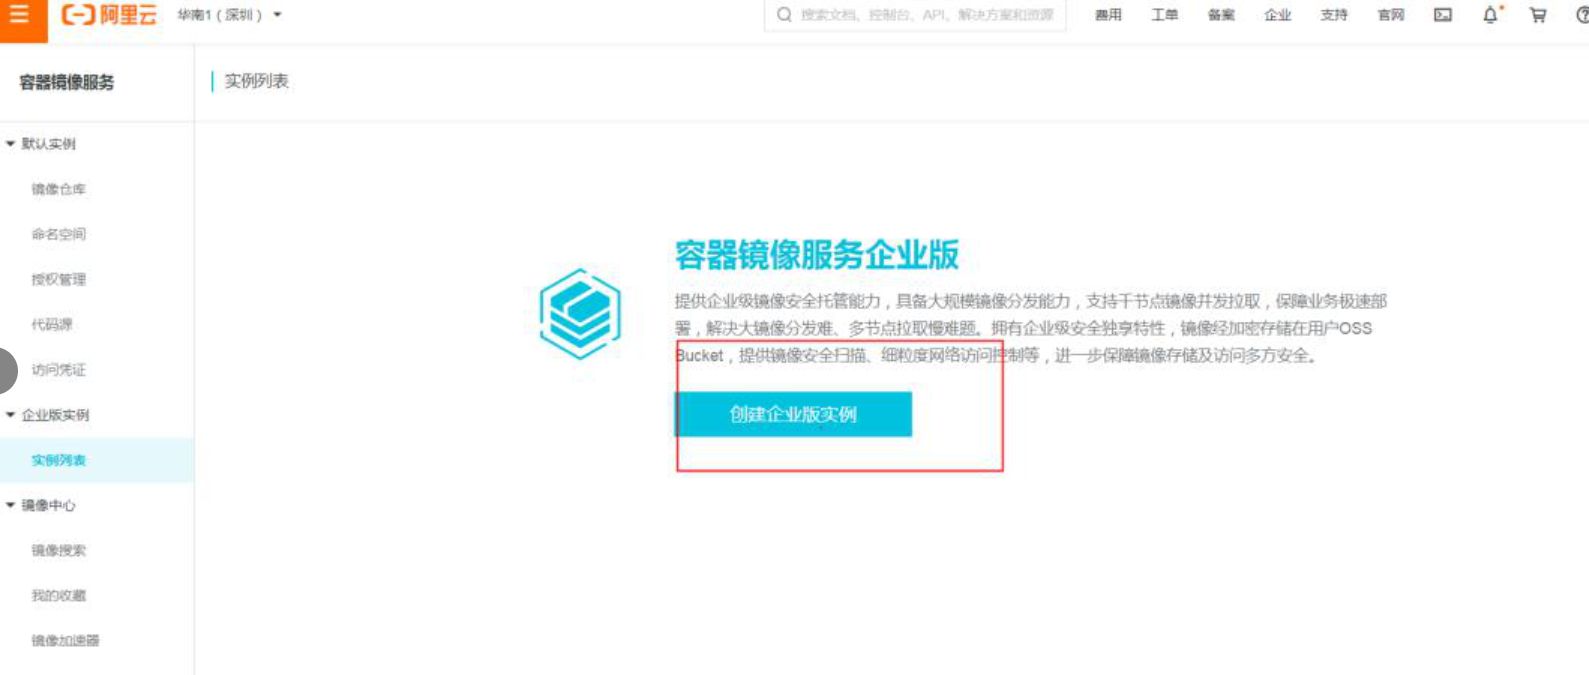 阿里云 华南1（深圳） 搜索文档、控制台、API、解决方案和资源 费用 工单 备案 企业 支持 官网
容器镜像服务
实例列表
默认实例
镜像仓库
命名空间
授权管理
代码源
访问凭证
企业版实例
实例列表
镜像中心
镜像搜索
我的收藏
镜像加速器
容器镜像服务企业版
提供企业级镜像安全托管能力，具备大规模镜像分发能力，支持千节点镜像并发拉取，保障业务极速部
署，解决大镜像分发难、多节点拉取慢难题。拥有企业级安全独享特性，镜像经加密存储在用户OSS
Bucket，提供镜像安全扫描、细粒度网络访问控制等，进一步保障镜像存储及访问多方安全。
创建企业版实例